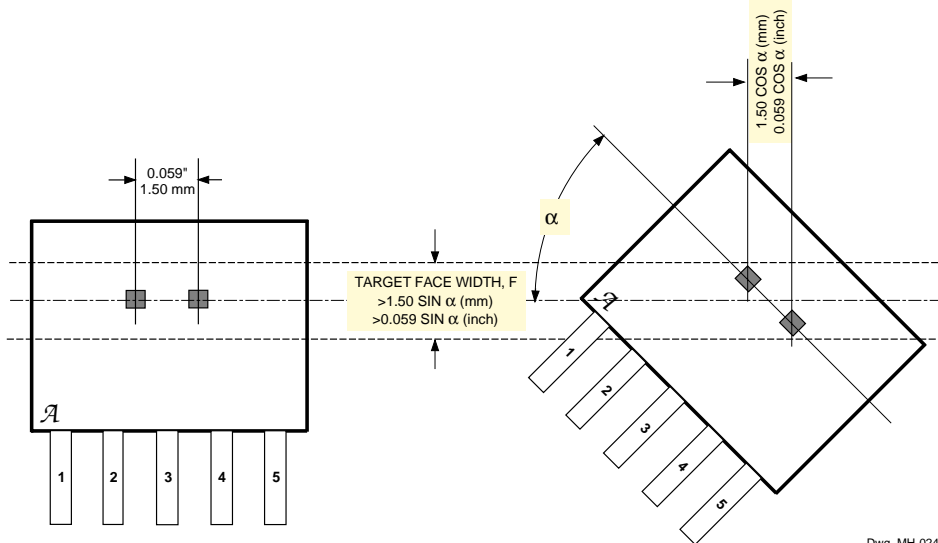 1.50 COS α (mm)
0.059 COS α (inch)
0.059"
1.50 mm
α
TARGET FACE WIDTH, F
>1.50 SIN α (mm)
>0.059 SIN α (inch)
A
A
1
2
3
4
5
1
2
3
4
5